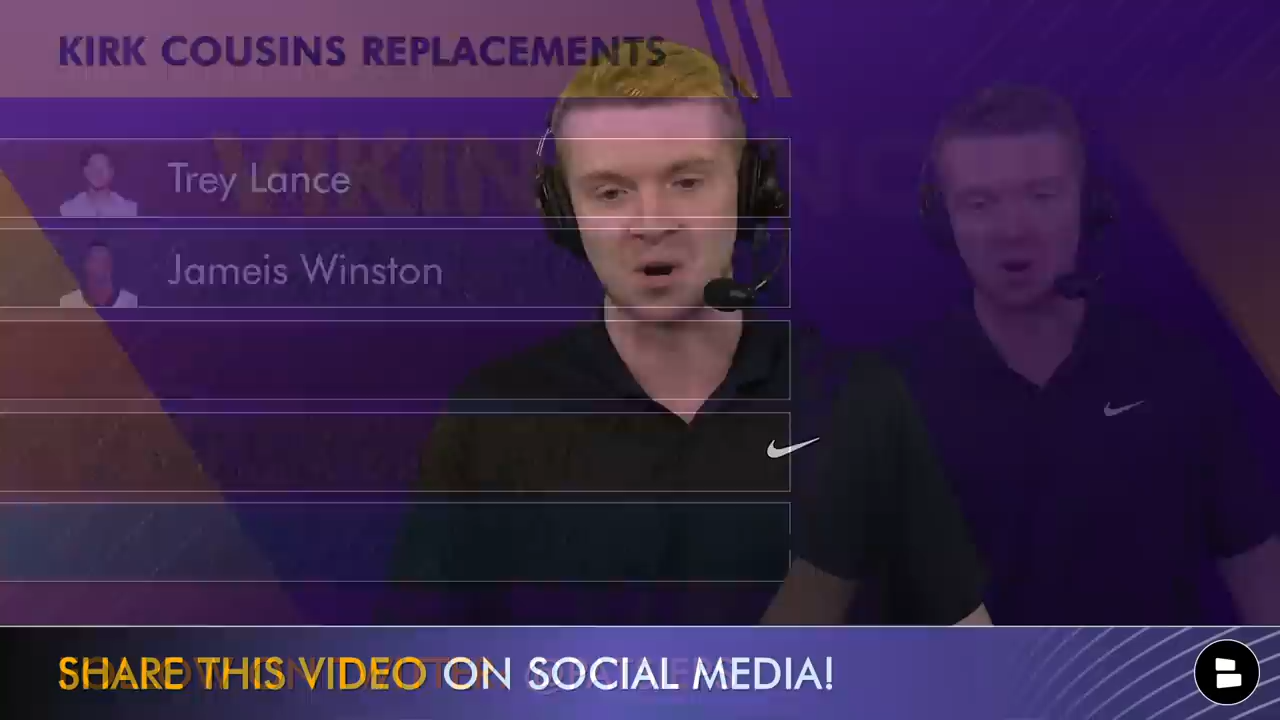 KIRK COUSINS REPLACEMENTS
Trey Lance
Jameis Winston
SHARE THIS VIDEO ON SOCIAL MEDIA!